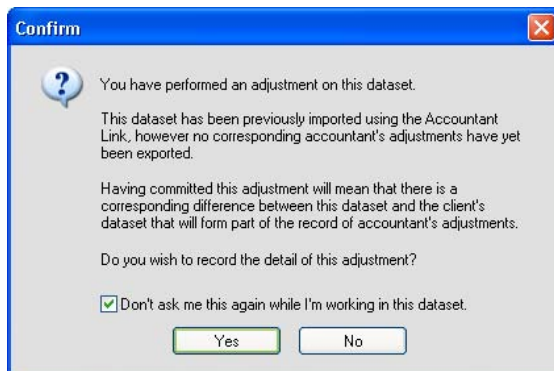 Confirm
You have performed an adjustment on this dataset.
This dataset has been previously imported using the Accountant
Link, however no corresponding accountant's adjustments have yet
been exported.
Having committed this adjustment will mean that there is a
corresponding difference between this dataset and the client's
dataset that will form part of the record of accountant's adjustments.
Do you wish to record the detail of this adjustment?
Don't ask me this again while I'm working in this dataset.
Yes No